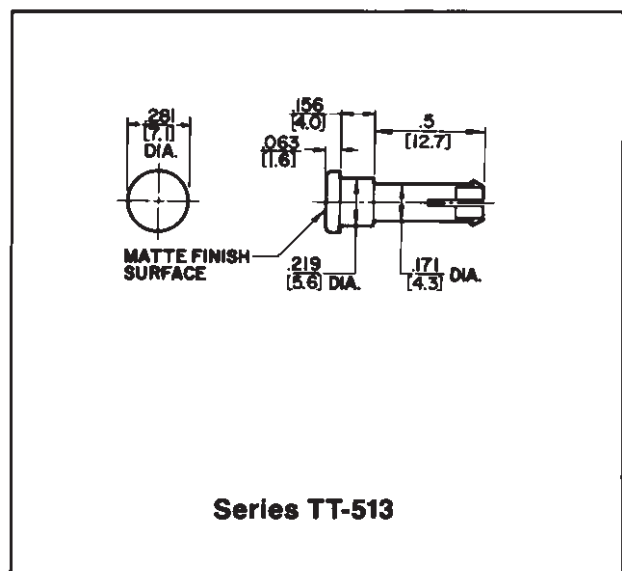 .281
[7.1]
DIA.
.156
[4.0]
.063
[1.6]
.5
[12.7]
MATTE FINISH
SURFACE
.219
[5.6] DIA.
.171
[4.3] DIA.
Series TT-513